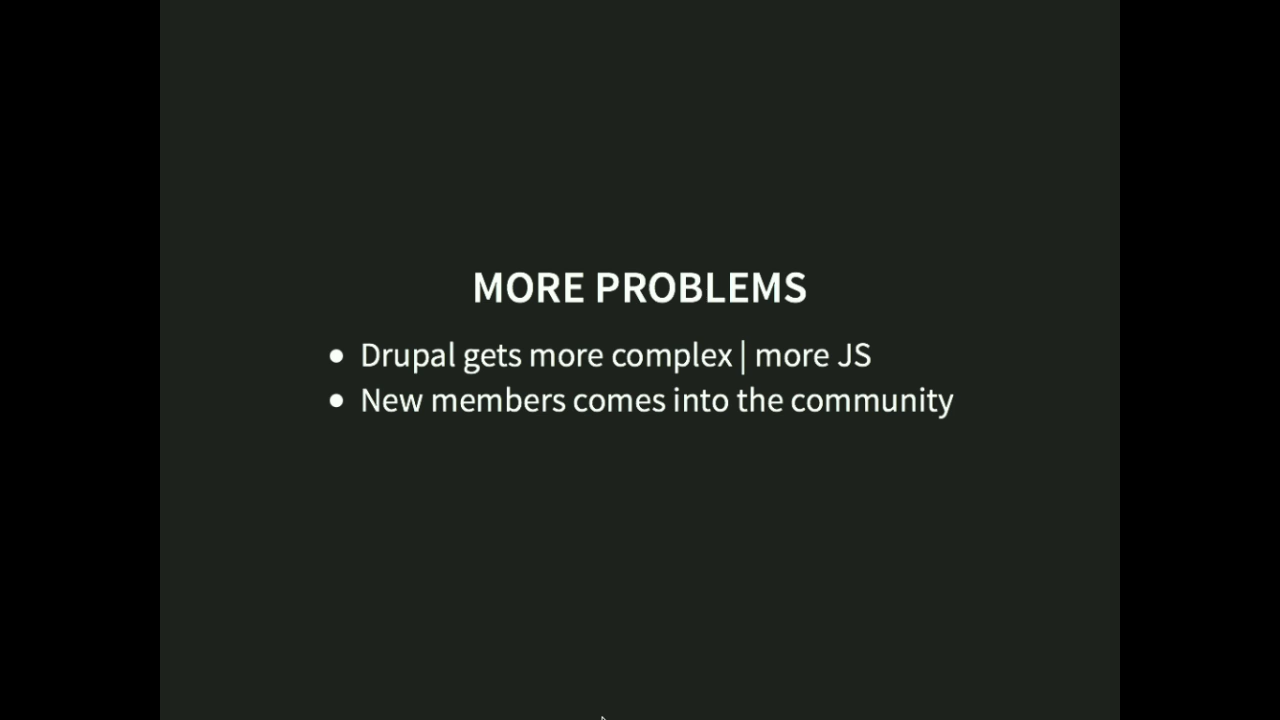 MORE PROBLEMS
Drupal gets more complex | more JS
New members comes into the community